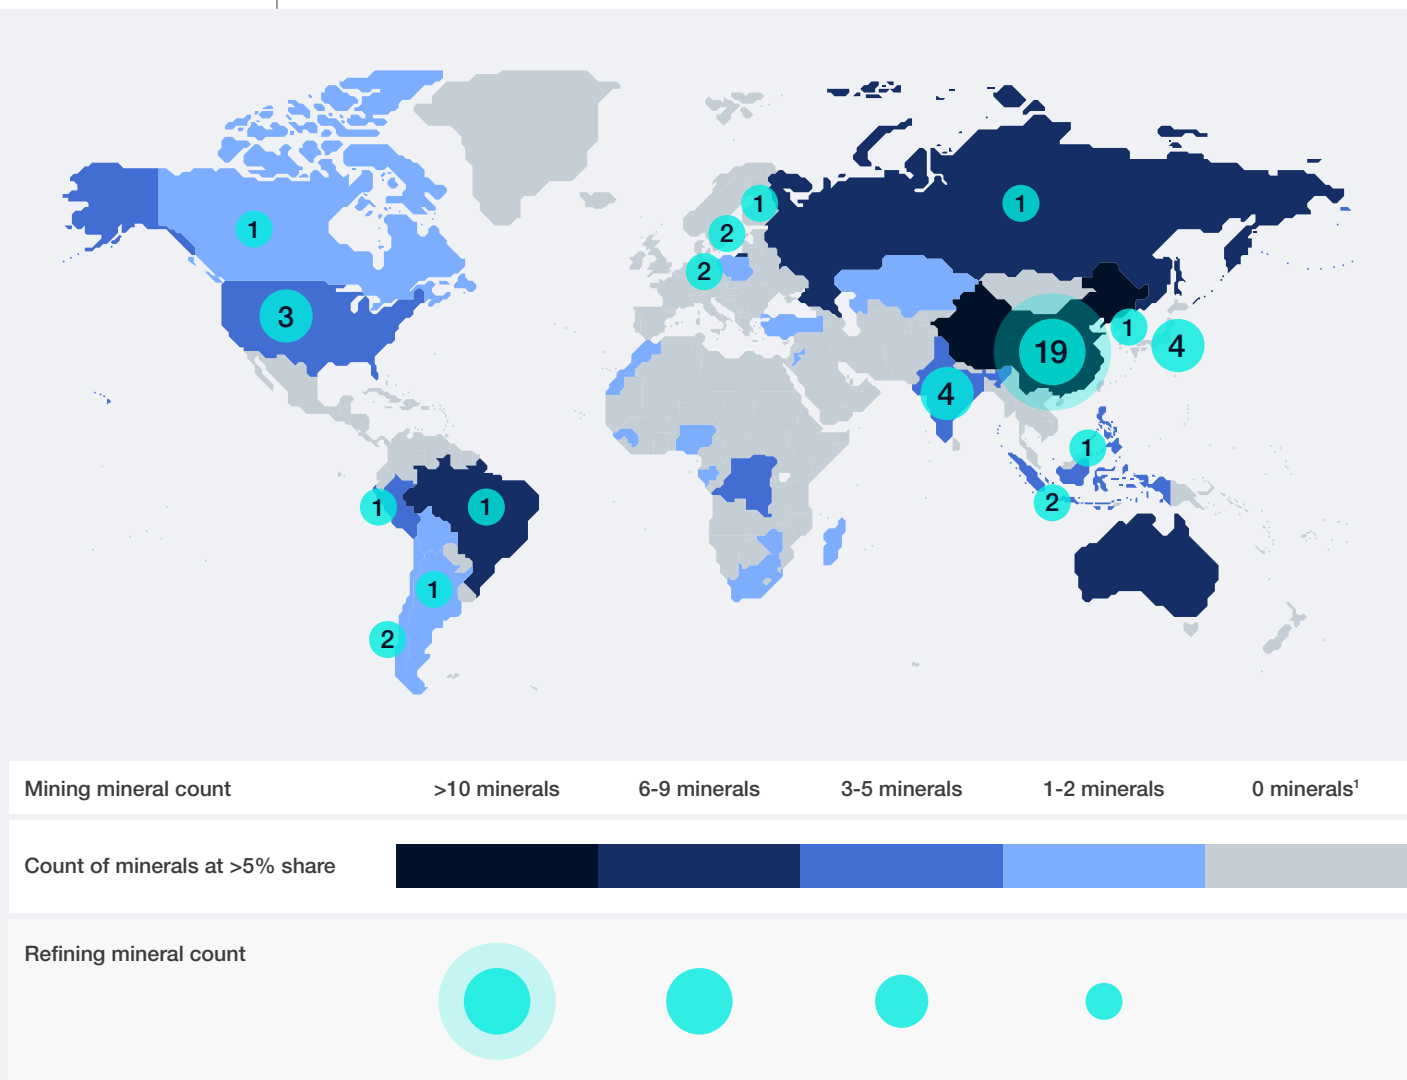 1
1
2
1
2
3
1
4
19
4
1
1
1
2
1
2
Mining mineral count
>10 minerals
6-9 minerals
3-5 minerals
1-2 minerals
0 minerals¹
Count of minerals at >5% share
Refining mineral count